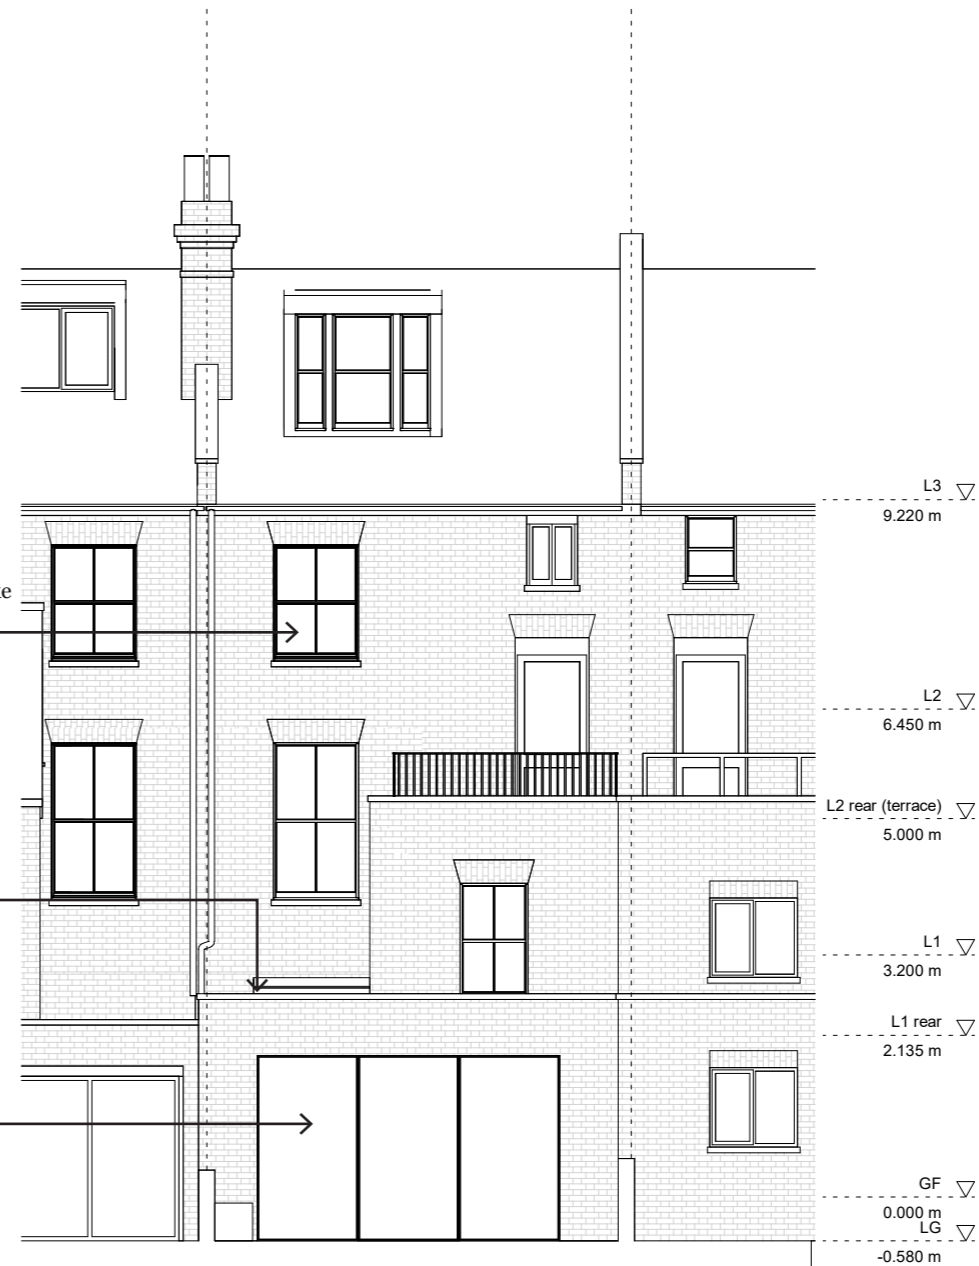 L3
9.220 m
L2
6.450 m
L2 rear (terrace)
5.000 m
L1
3.200 m
L1 rear
2.135 m
GF
0.000 m
LG
-0.580 m